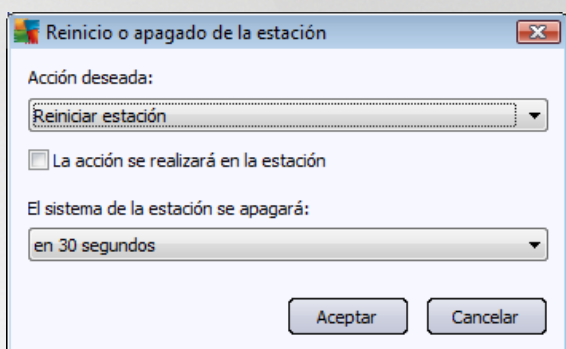 Reinicio o apagado de la estación
Acción deseada:
Reiniciar estación
La acción se realizará en la estación
El sistema de la estación se apagará:
en 30 segundos
Aceptar
Cancelar